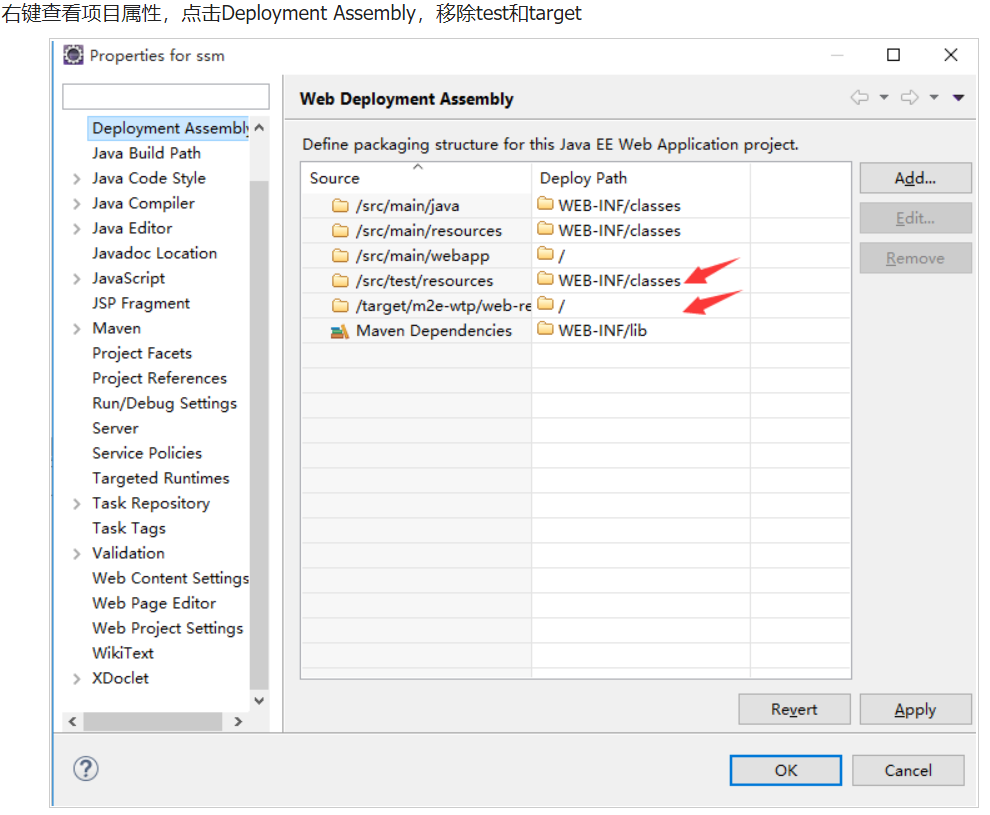 右键查看项目属性，点击Deployment Assembly，移除test和target
Properties for ssm
Deployment Assembly
Java Build Path
Java Code Style
Java Compiler
Java Editor
Javadoc Location
JavaScript
JSP Fragment
Maven
Project Facets
Project References
Run/Debug Settings
Server
Service Policies
Targeted Runtimes
Task Repository
Task Tags
Validation
Web Content Settings
Web Page Editor
Web Project Settings
WikiText
XDoclet
Web Deployment Assembly
Define packaging structure for this Java EE Web Application project.
Source Deploy Path
/src/main/java WEB-INF/classes
/src/main/resources WEB-INF/classes
/src/main/webapp /
/src/test/resources WEB-INF/classes
/target/m2e-wtp/web-re /
Maven Dependencies WEB-INF/lib
Add...
Edit...
Remove
Revert Apply
OK Cancel